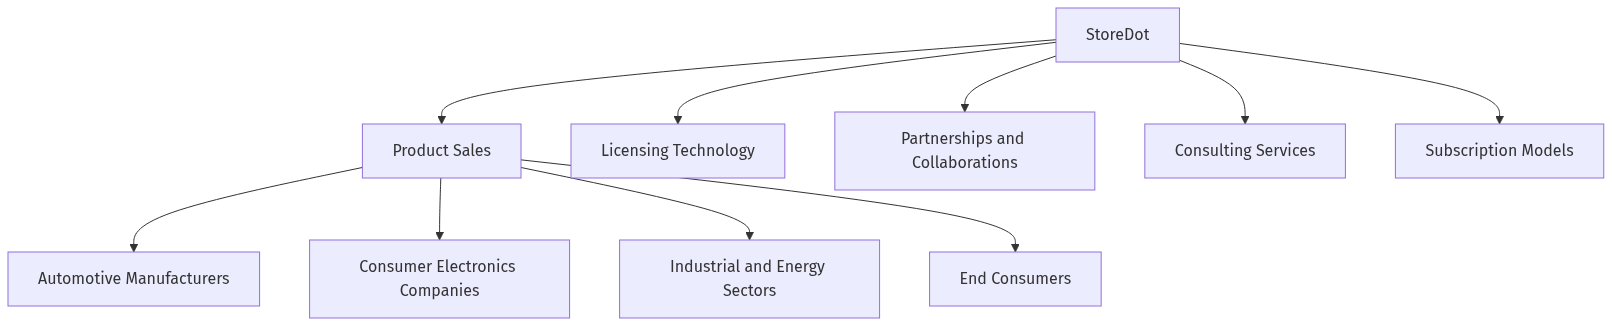 StoreDot
Product Sales
Licensing Technology
Partnerships and
Collaborations
Consulting Services
Subscription Models
Automotive Manufacturers
Consumer Electronics
Companies
Industrial and Energy
Sectors
End Consumers